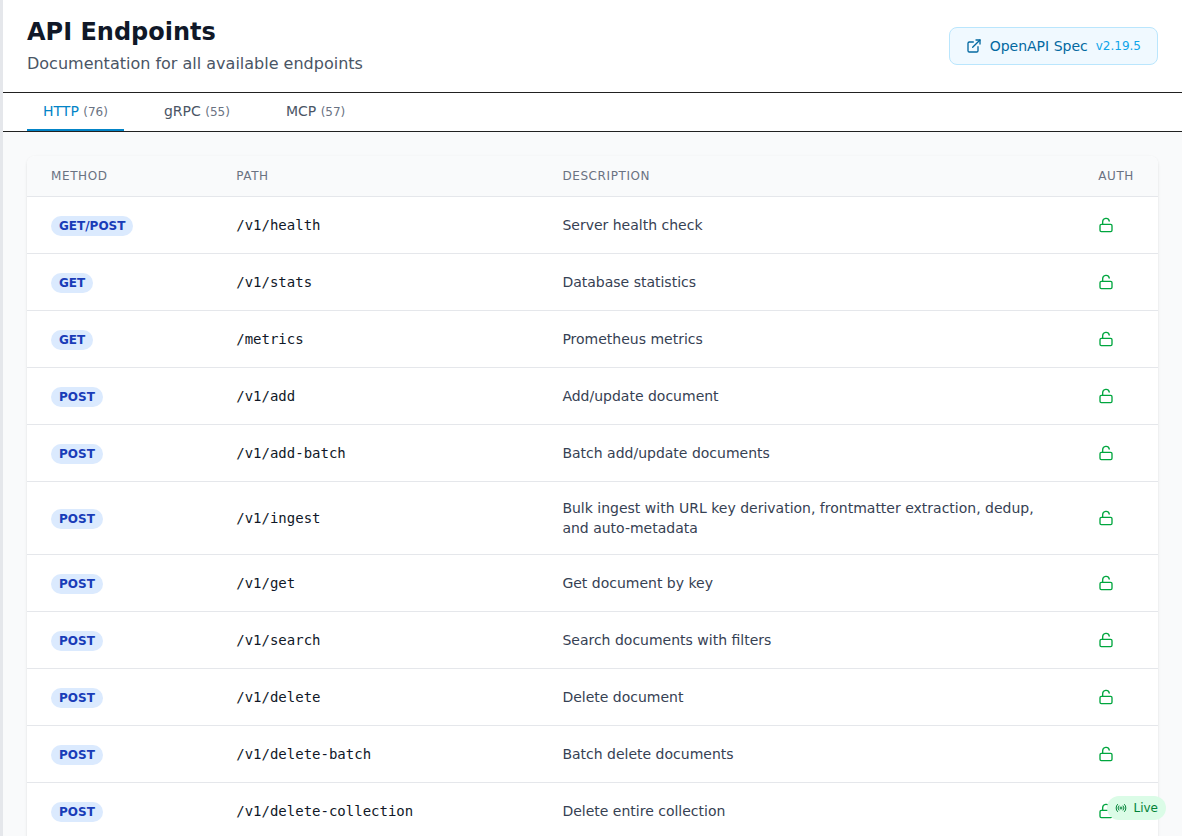 API Endpoints
Documentation for all available endpoints
OpenAPI Spec v2.19.5
HTTP (76) gRPC (55) MCP (57)
METHOD PATH DESCRIPTION AUTH
GET/POST /v1/health Server health check
GET /v1/stats Database statistics
GET /metrics Prometheus metrics
POST /v1/add Add/update document
POST /v1/add-batch Batch add/update documents
POST /v1/ingest Bulk ingest with URL key derivation, frontmatter extraction, dedup,
and auto-metadata
POST /v1/get Get document by key
POST /v1/search Search documents with filters
POST /v1/delete Delete document
POST /v1/delete-batch Batch delete documents
POST /v1/delete-collection Delete entire collection
Live